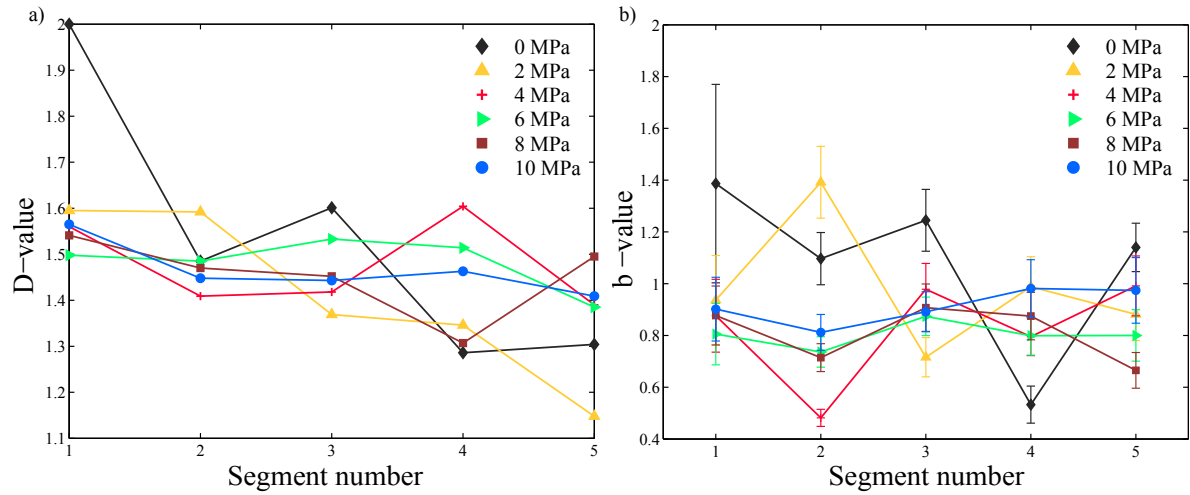 a)
2
1.9
1.8
1.7
1.6
1.5
1.4
1.3
1.2
1.1
D−value
1 2 3 4 5
Segment number
0 MPa
2 MPa
4 MPa
6 MPa
8 MPa
10 MPa
b)
2
1.8
1.6
1.4
1.2
1
0.8
0.6
0.4
b−value
1 2 3 4 5
Segment number
0 MPa
2 MPa
4 MPa
6 MPa
8 MPa
10 MPa